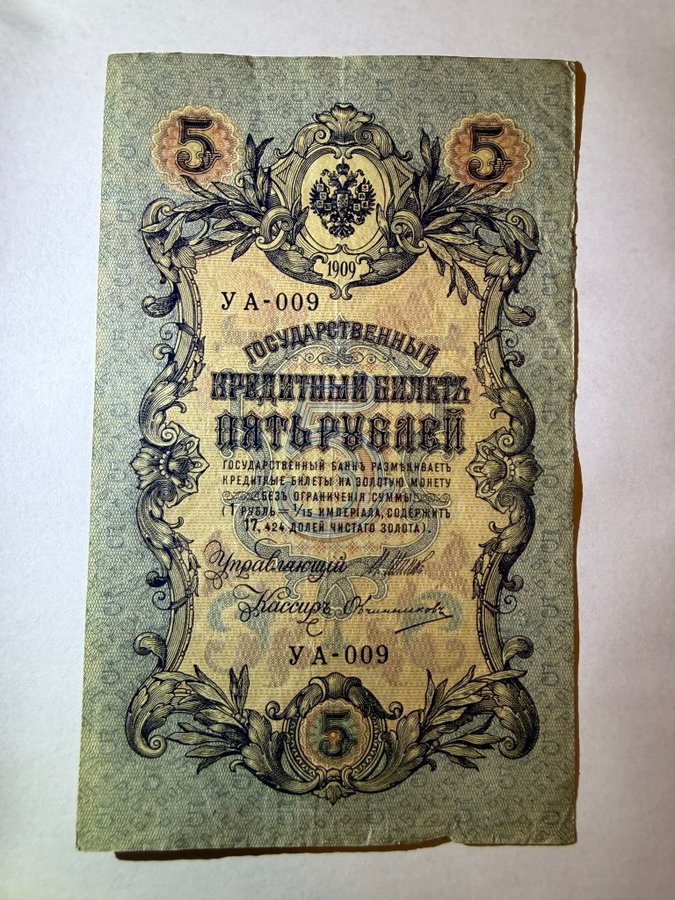 5 5
1909
УА-009
ГОСУДАРСТВЕННЫЙ
КРЕДИТНЫЙ БИЛЕТЪ
ПЯТЬ РУБЛЕЙ
ГОСУДАРСТВЕННЫЙ БАНКЪ РАЗМѢНИВАЕТЪ
КРЕДИТНЫЕ БИЛЕТЫ НА ЗОЛОТУЮ МОНЕТУ
БЕЗЪ ОГРАНИЧЕНІЯ СУММЫ
(1 РУБЛЬ = 1/15 ИМПЕРІАЛА, СОДЕРЖИТЪ
17,424 ДОЛЕЙ ЧИСТАГО ЗОЛОТА).
Управляющій
Кассиръ Овчинниковъ
УА-009
5